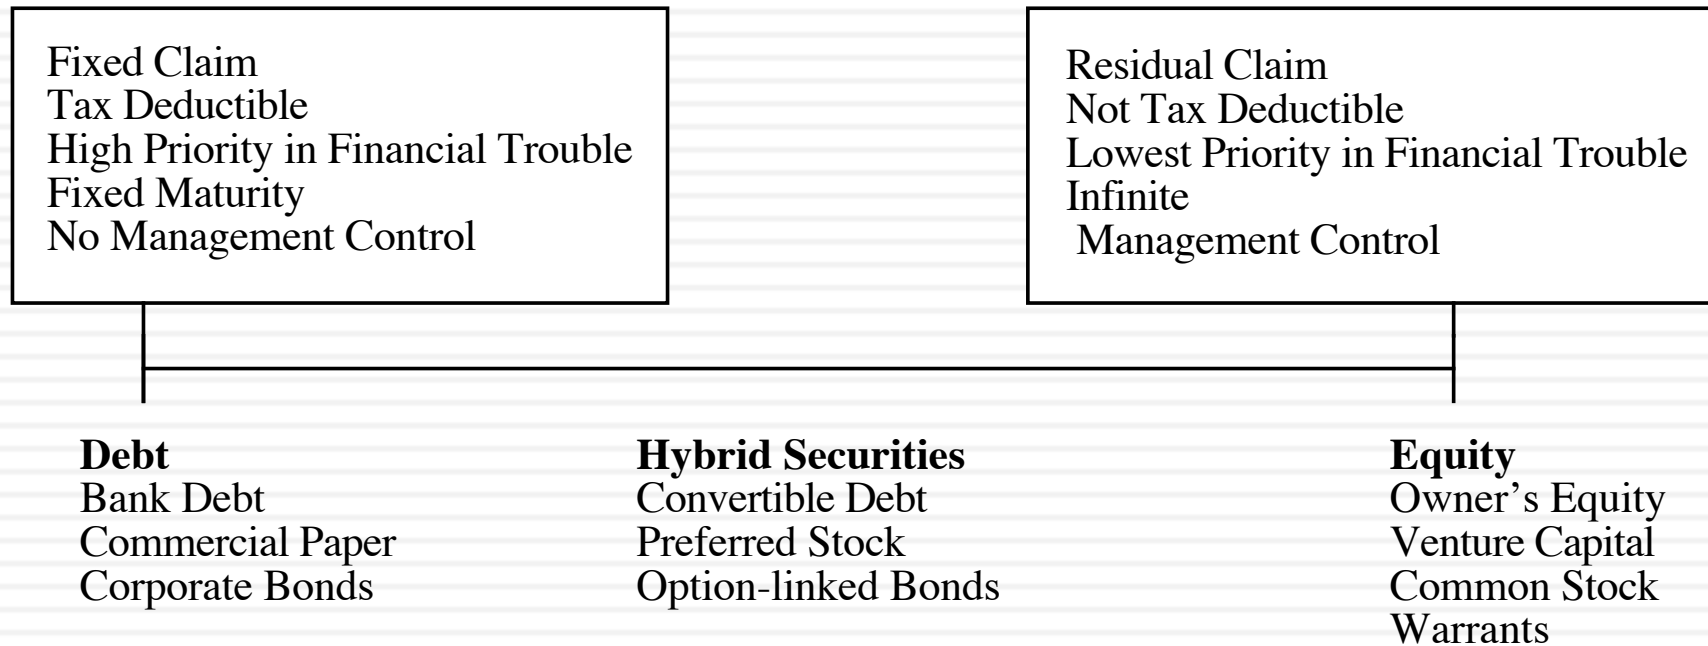 Fixed Claim
Tax Deductible
High Priority in Financial Trouble
Fixed Maturity
No Management Control
Residual Claim
Not Tax Deductible
Lowest Priority in Financial Trouble
Infinite
Management Control
Debt
Bank Debt
Commercial Paper
Corporate Bonds
Hybrid Securities
Convertible Debt
Preferred Stock
Option-linked Bonds
Equity
Owner’s Equity
Venture Capital
Common Stock
Warrants